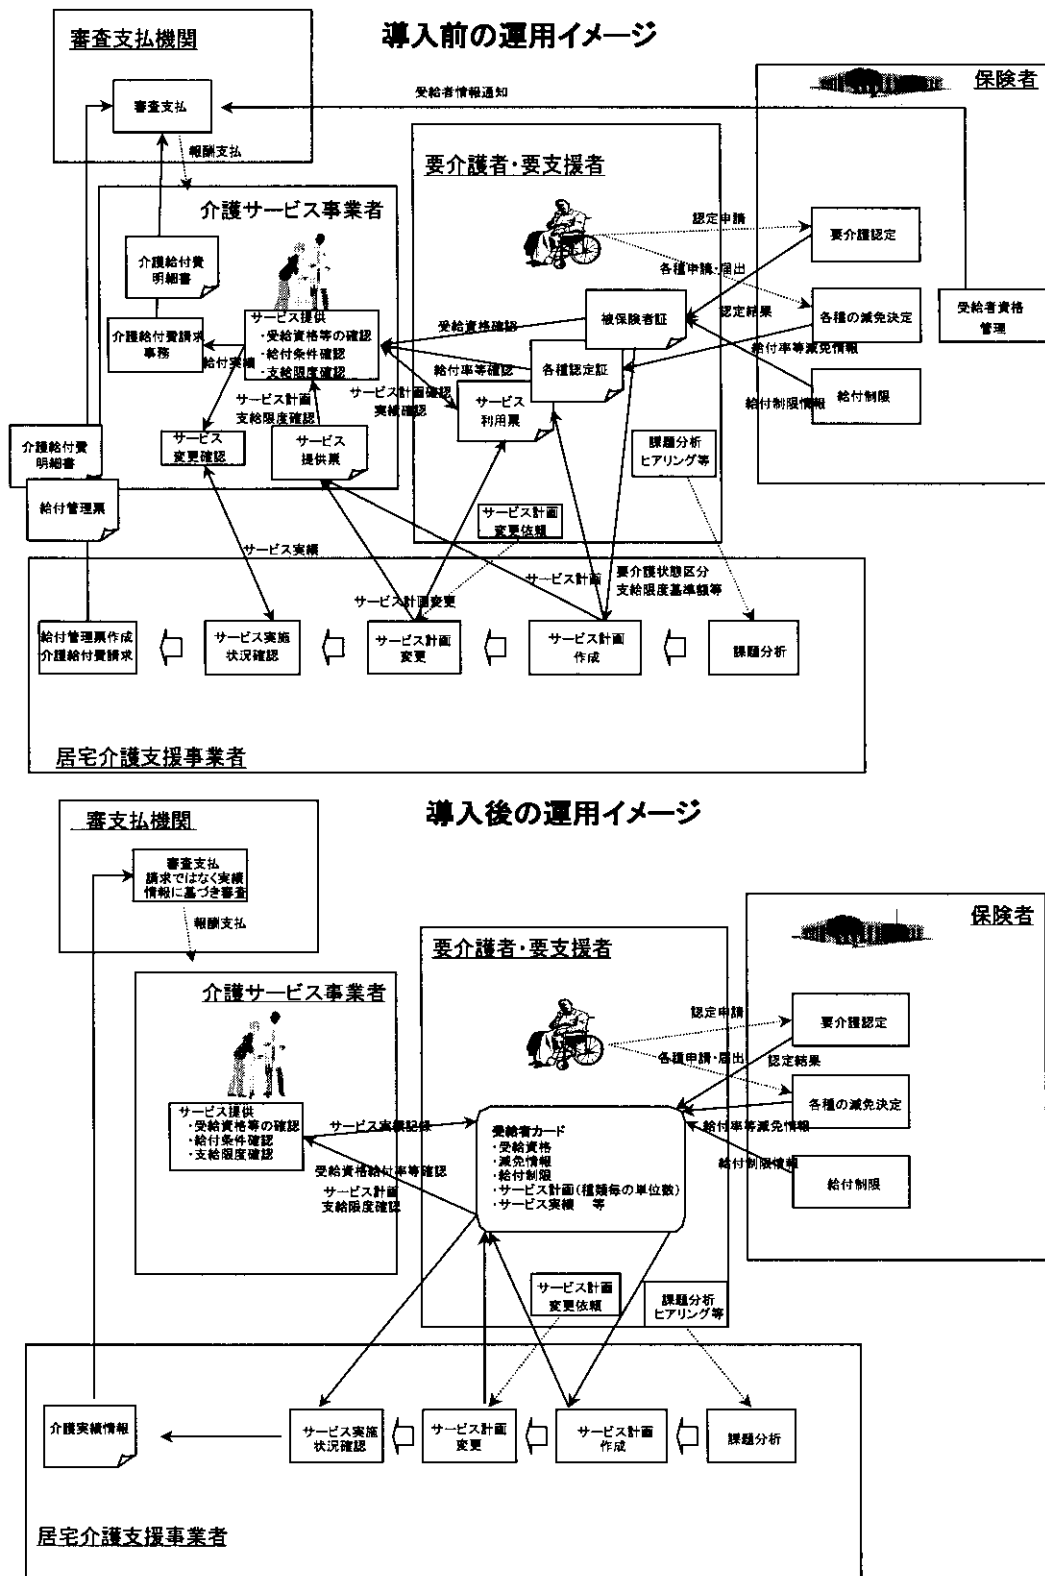 導入前の運用イメージ
審査支払機関
審査支払
報酬支払
受給者情報通知
保険者
要介護者・要支援者
認定申請
要介護認定
各種申請・届出
認定結果
各種の減免決定
受給者資格
管理
給付率等減免情報
給付制限情報
給付制限
介護サービス事業者
介護給付費
明細書
介護給付費請求
事務
給付実績
サービス提供
・受給資格等の確認
・給付条件確認
・支給限度確認
受給資格確認
被保険者証
給付率等確認
各種認定証
サービス計画確認
実績確認
サービス
利用票
サービス計画
支給限度確認
サービス
変更確認
サービス
提供票
課題分析
ヒアリング等
介護給付費
明細書
給付管理票
サービス計画
変更依頼
サービス実績
サービス計画変更
サービス計画
要介護状態区分
支給限度基準額等
給付管理票作成
介護給付費請求
サービス実施
状況確認
サービス計画
変更
サービス計画
作成
課題分析
居宅介護支援事業者
導入後の運用イメージ
審支払機関
審査支払
請求ではなく実績
情報に基づき審査
報酬支払
保険者
要介護者・要支援者
認定申請
要介護認定
各種申請・届出
認定結果
各種の減免決定
給付率等減免情報
給付制限情報
給付制限
介護サービス事業者
サービス提供
・受給資格等の確認
・給付条件確認
・支給限度確認
サービス実績記録
受給資格給付率等確認
サービス計画
支給限度確認
受給者カード
・受給資格
・減免情報
・給付制限
・サービス計画(種類毎の単位数)
・サービス実績 等
サービス計画
変更依頼
課題分析
ヒアリング等
介護実績情報
サービス実施
状況確認
サービス計画
変更
サービス計画
作成
課題分析
居宅介護支援事業者